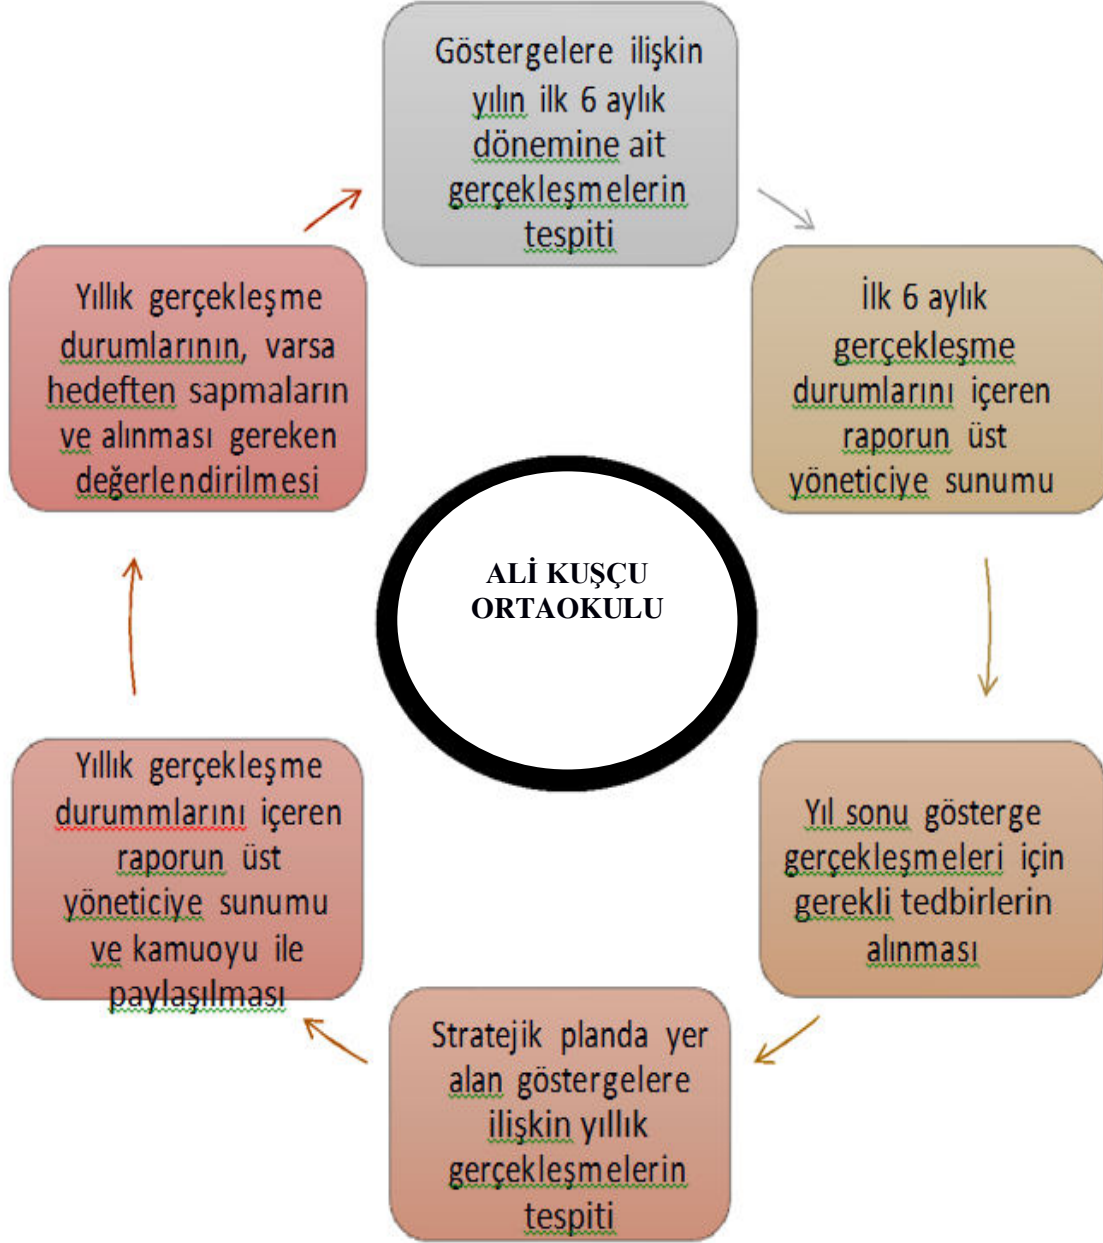 Göstergelere ilişkin
yılın ilk 6 aylık
dönemine ait
gerçekleşmelerin
tespiti
İlk 6 aylık
gerçekleşme
durumlarını içeren
raporun üst
yöneticiye sunumu
Yıl sonu gösterge
gerçekleşmeleri için
gerekli tedbirlerin
alınması
Stratejik planda yer
alan göstergelere
ilişkin yıllık
gerçekleşmelerin
tespiti
Yıllık gerçekleşme
durummlarını içeren
raporun üst
yöneticiye sunumu
ve kamuoyu ile
paylaşılması
Yıllık gerçekleşme
durumlarının, varsa
hedeften sapmaların
ve alınması gereken
değerlendirilmesi
ALİ KUŞÇU
ORTAOKULU